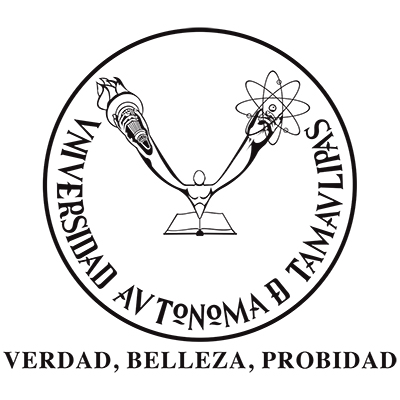 VNIVERSIDAD AVTONOMA D TAMAVLIPAS
VERDAD, BELLEZA, PROBIDAD